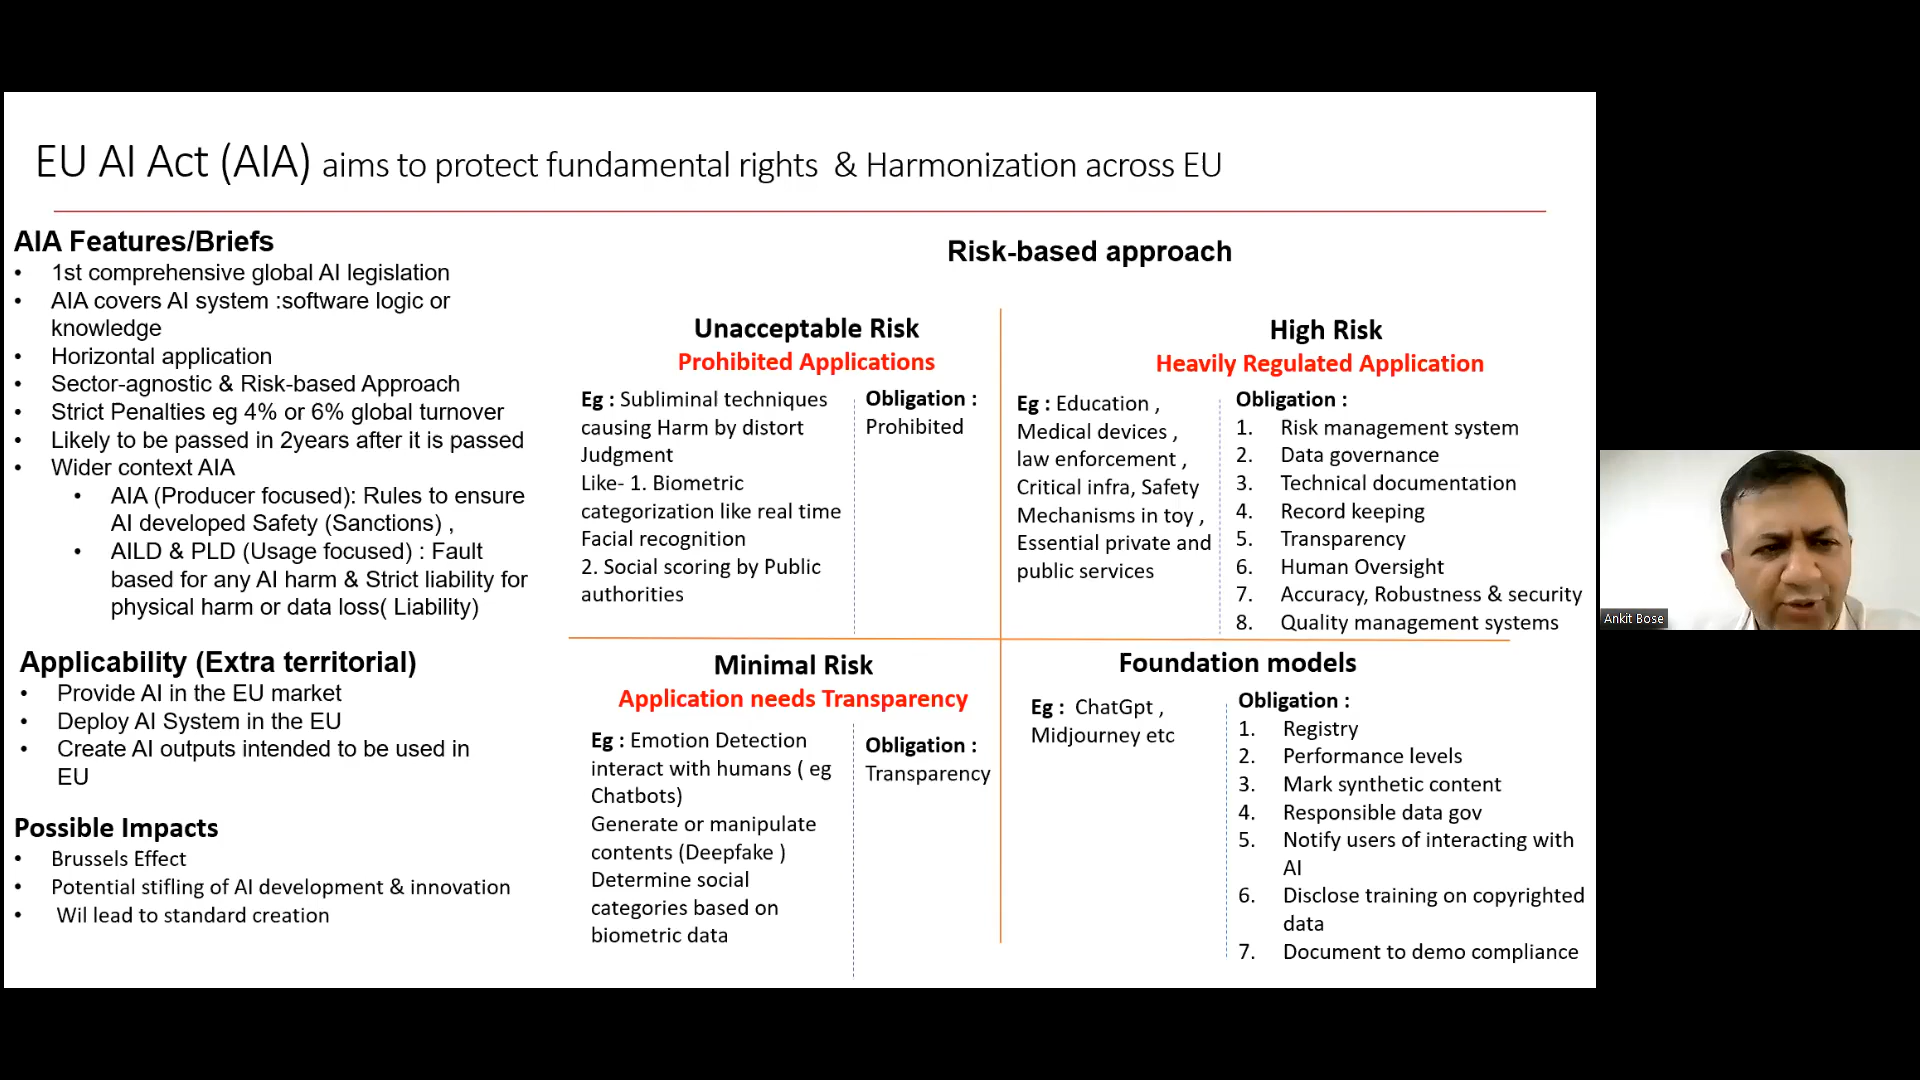 EU AI Act (AIA) aims to protect fundamental rights & Harmonization across EU
AIA Features/Briefs
• 1st comprehensive global AI legislation
• AIA covers AI system :software logic or
knowledge
• Horizontal application
• Sector-agnostic & Risk-based Approach
• Strict Penalties eg 4% or 6% global turnover
• Likely to be passed in 2years after it is passed
• Wider context AIA
• AIA (Producer focused): Rules to ensure
AI developed Safety (Sanctions) ,
• AILD & PLD (Usage focused) : Fault
based for any AI harm & Strict liability for
physical harm or data loss( Liability)
Applicability (Extra territorial)
• Provide AI in the EU market
• Deploy AI System in the EU
• Create AI outputs intended to be used in
EU
Possible Impacts
• Brussels Effect
• Potential stifling of AI development & innovation
• Wil lead to standard creation
Risk-based approach
Unacceptable Risk
Prohibited Applications
Eg : Subliminal techniques
causing Harm by distort
Judgment
Like- 1. Biometric
categorization like real time
Facial recognition
2. Social scoring by Public
authorities
Obligation :
Prohibited
High Risk
Heavily Regulated Application
Eg : Education ,
Medical devices ,
law enforcement ,
Critical infra, Safety
Mechanisms in toy ,
Essential private and
public services
Obligation :
1. Risk management system
2. Data governance
3. Technical documentation
4. Record keeping
5. Transparency
6. Human Oversight
7. Accuracy, Robustness & security
8. Quality management systems
Minimal Risk
Application needs Transparency
Eg : Emotion Detection
interact with humans ( eg
Chatbots)
Generate or manipulate
contents (Deepfake )
Determine social
categories based on
biometric data
Obligation :
Transparency
Foundation models
Eg : ChatGpt ,
Midjourney etc
Obligation :
1. Registry
2. Performance levels
3. Mark synthetic content
4. Responsible data gov
5. Notify users of interacting with
AI
6. Disclose training on copyrighted
data
7. Document to demo compliance
Ankit Bose